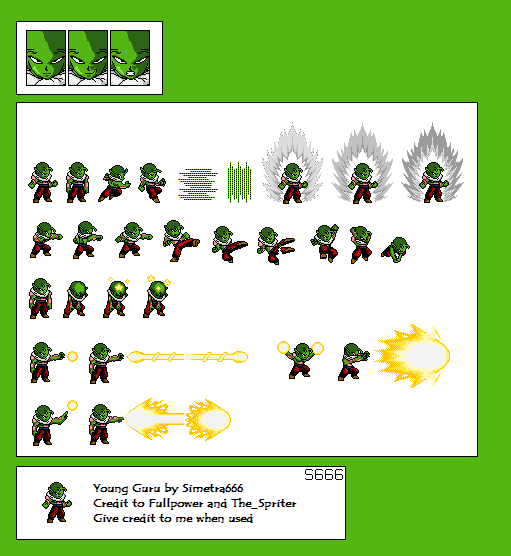 S666
Young Guru by Simetra666
Credit to Fullpower and The_Spriter
Give credit to me when used